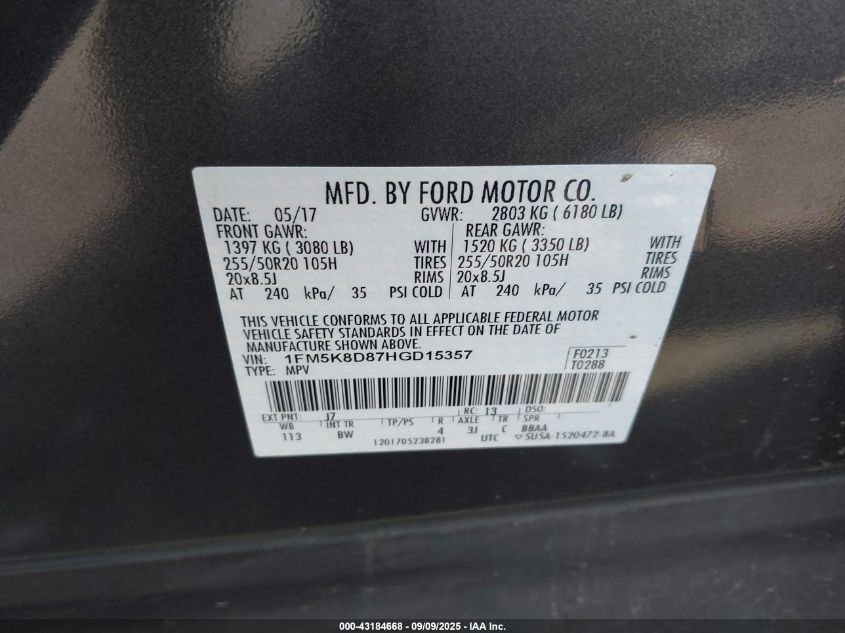 MFD. BY FORD MOTOR CO.
DATE: 05/17 GVWR: 2803 KG ( 6180 LB)
FRONT GAWR: REAR GAWR:
1397 KG ( 3080 LB) WITH 1520 KG ( 3350 LB) WITH
255/50R20 105H TIRES 255/50R20 105H TIRES
20x8.5J RIMS 20x8.5J RIMS
AT 240 kPa/ 35 PSI COLD AT 240 kPa/ 35 PSI COLD
THIS VEHICLE CONFORMS TO ALL APPLICABLE FEDERAL MOTOR
VEHICLE SAFETY STANDARDS IN EFFECT ON THE DATE OF
MANUFACTURE SHOWN ABOVE.
VIN: 1FM5K8D87HGD15357 F0213
TYPE: MPV T0288
EXT PNT: J7 RC: 13 DSO:
WB INT TR TP/PS R AXLE TR SPR
113 BW 4 3J C BBAA
12017052382B1 UTC 5U5A-1520472-BA
000-43184668 - 09/09/2025 - IAA Inc.